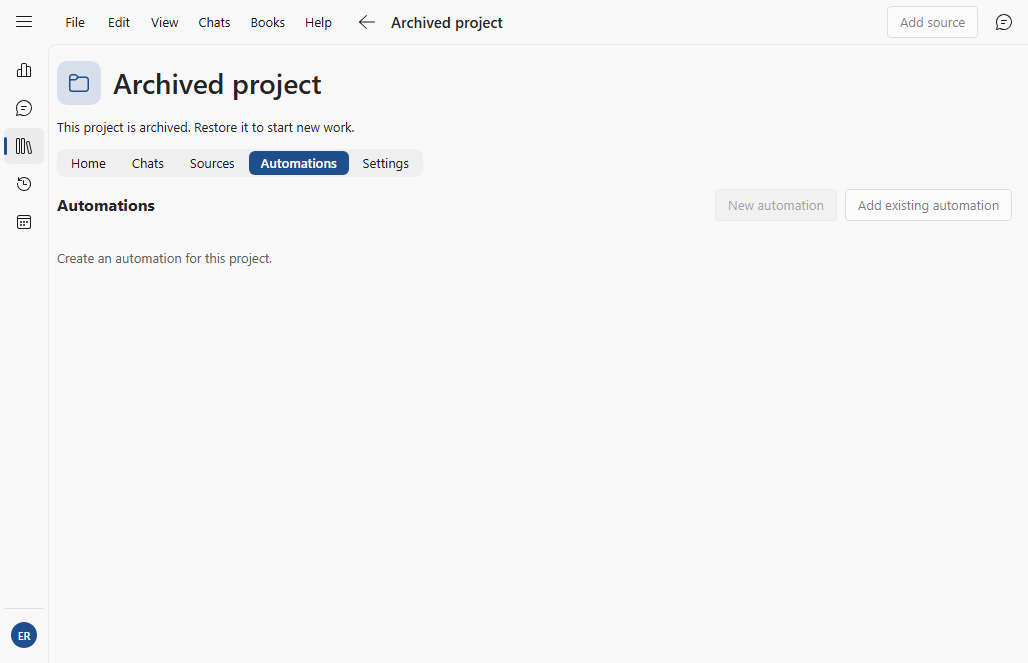 File Edit View Chats Books Help Archived project Add source
Archived project
This project is archived. Restore it to start new work.
Home Chats Sources Automations Settings
Automations New automation Add existing automation
Create an automation for this project.
ER